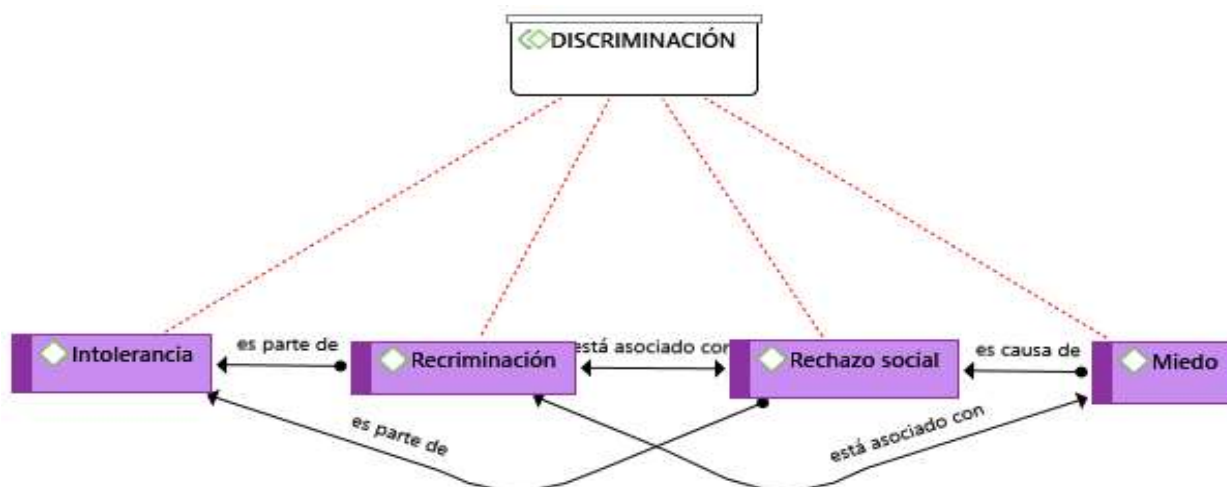 DISCRIMINACIÓN
Intolerancia
es parte de
Recriminación
está asociado con
Rechazo social
es causa de
Miedo
es parte de
está asociado con